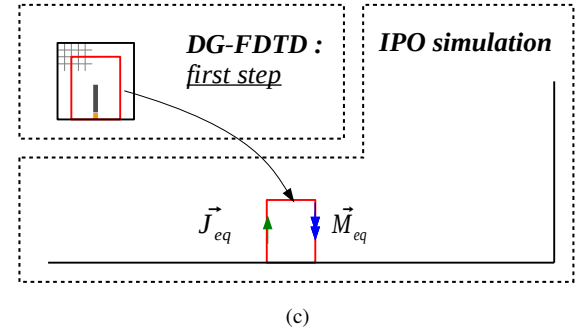 DG-FDTD :
first step
IPO simulation
J⃗eq
M⃗eq
(c)